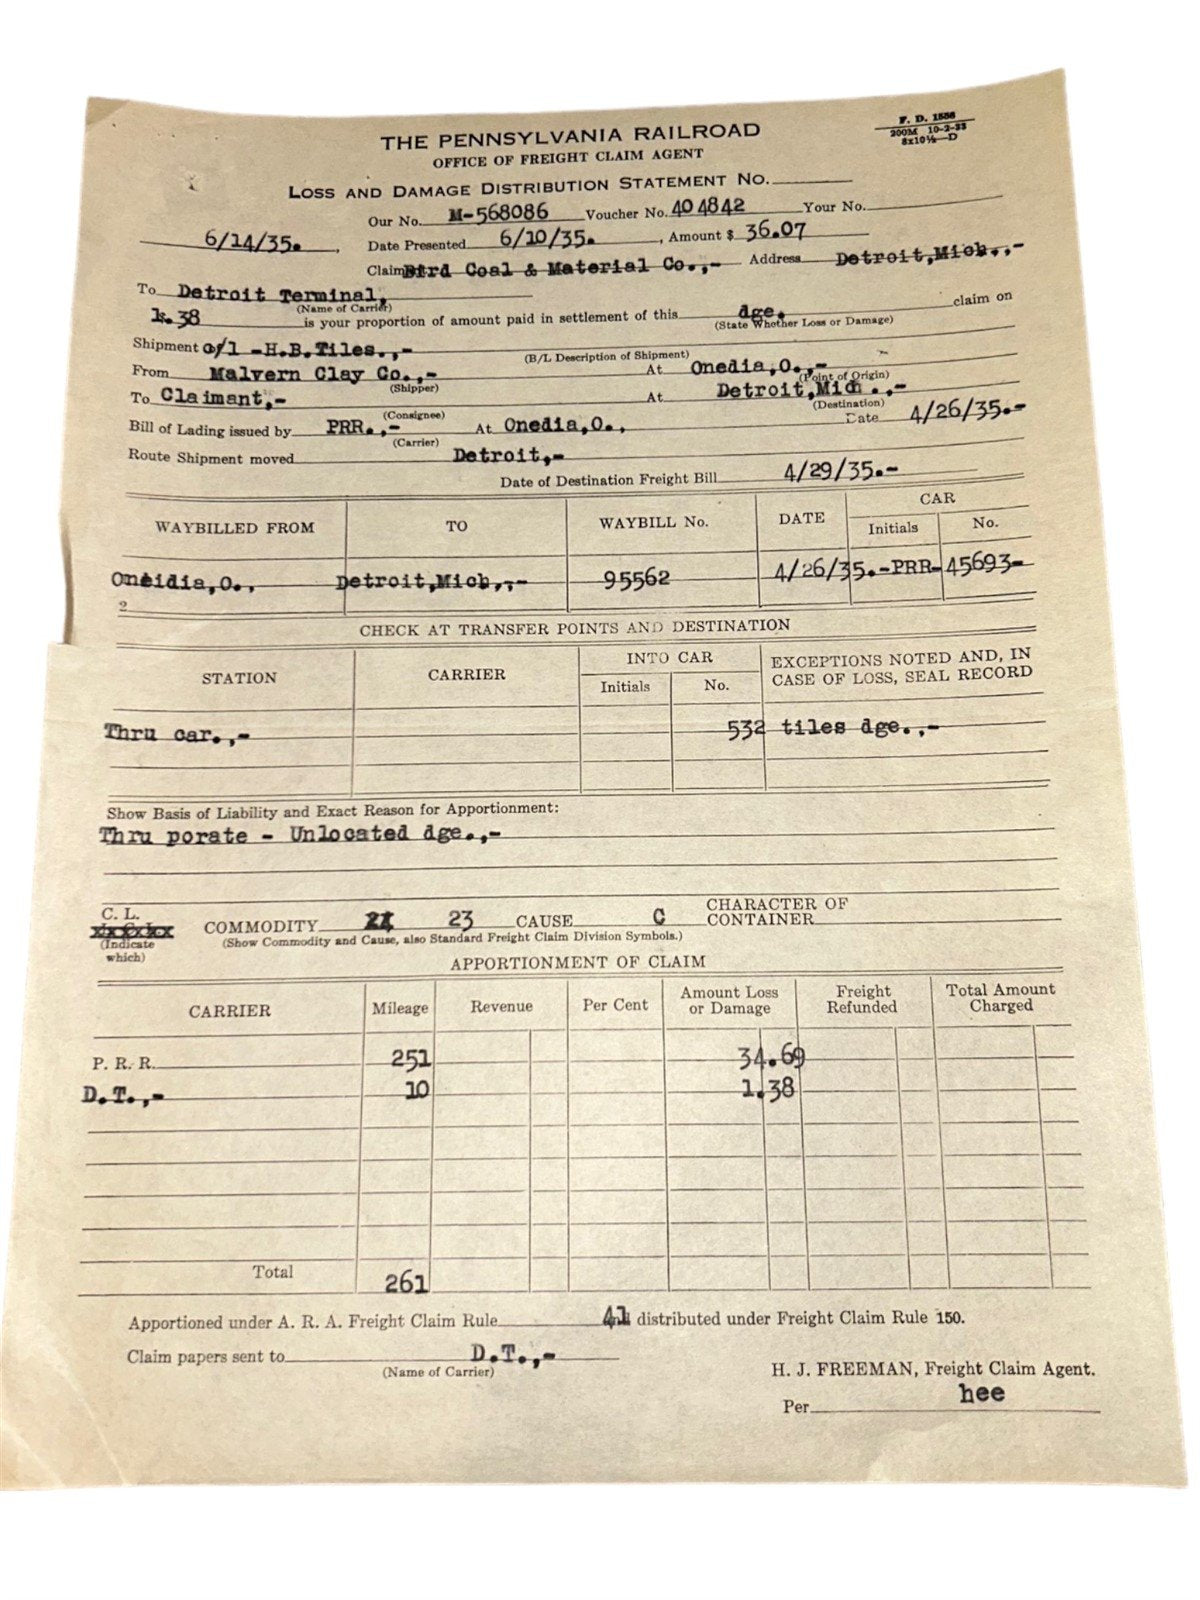 F. D. 1556
200M 10-2-33
8x10½—D
THE PENNSYLVANIA RAILROAD
OFFICE OF FREIGHT CLAIM AGENT
LOSS AND DAMAGE DISTRIBUTION STATEMENT NO.
Our No. M-568086 Voucher No. 404842 Your No.
6/14/35. , Date Presented 6/10/35. , Amount $ 36.07
Claim Bird Coal & Material Co.,- Address Detroit,Mich.,-
To Detroit Terminal,
(Name of Carrier)
1.38 is your proportion of amount paid in settlement of this dge. claim on
(State Whether Loss or Damage)
Shipment c/l -H.B.Tiles.,-
(B/L Description of Shipment)
From Malvern Clay Co.,- At Onedia,O.,-
(Shipper) (Point of Origin)
To Claimant,- At Detroit,Mich.,-
(Consignee) (Destination)
Bill of Lading issued by PRR.,- At Onedia,O., Date 4/26/35.-
(Carrier)
Route Shipment moved Detroit,-
Date of Destination Freight Bill 4/29/35.-
WAYBILLED FROM TO WAYBILL No. DATE CAR
Initials No.
Oneidia,O., Detroit,Mich,,- 95562 4/26/35.-PRR-45693-
2
CHECK AT TRANSFER POINTS AND DESTINATION
STATION CARRIER INTO CAR EXCEPTIONS NOTED AND, IN
Initials No. CASE OF LOSS, SEAL RECORD
Thru car.,- 532 tiles dge.,-
Show Basis of Liability and Exact Reason for Apportionment:
Thru porate - Unlocated dge.,-
C. L.
(Indicate
which)
COMMODITY 23 CAUSE C CHARACTER OF
CONTAINER
(Show Commodity and Cause, also Standard Freight Claim Division Symbols.)
APPORTIONMENT OF CLAIM
CARRIER Mileage Revenue Per Cent Amount Loss or Damage Freight Refunded Total Amount Charged
P. R. R. 251 34.69
D.T.,- 10 1.38
Total 261
Apportioned under A. R. A. Freight Claim Rule 41 distributed under Freight Claim Rule 150.
Claim papers sent to D.T.,-
(Name of Carrier)
H. J. FREEMAN, Freight Claim Agent.
Per hee